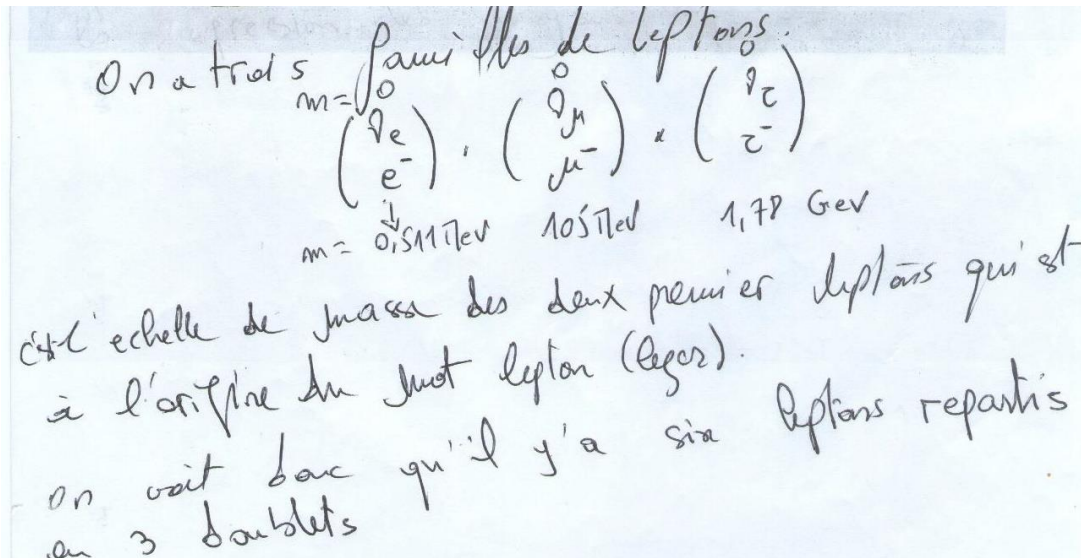 On a trois familles de leptons.
m= 0 0 0
( νe ) , ( νμ ) , ( ντ )
( e⁻ ) ( μ⁻ ) ( τ⁻ )
↓
m= 0,511 MeV 105 MeV 1,78 GeV
c'est l'echelle de masse des deux premier leptons qui est
à l'origine du mot lepton (leger)
on voit donc qu'il y'a six leptons repartis
en 3 doublets